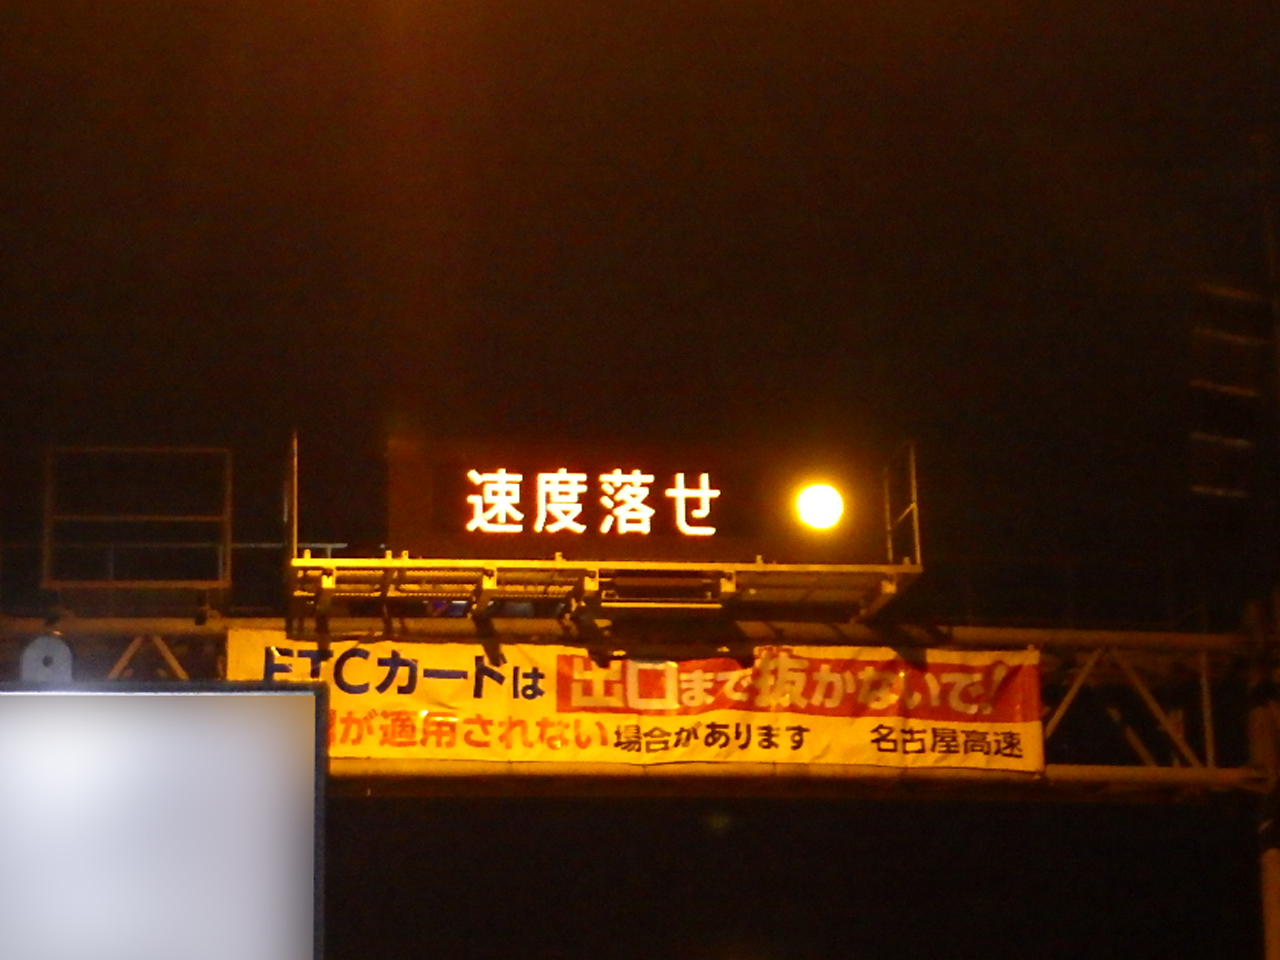 速度落せ
ETCカードは出口まで抜かないで!
が適用されない場合があります 名古屋高速